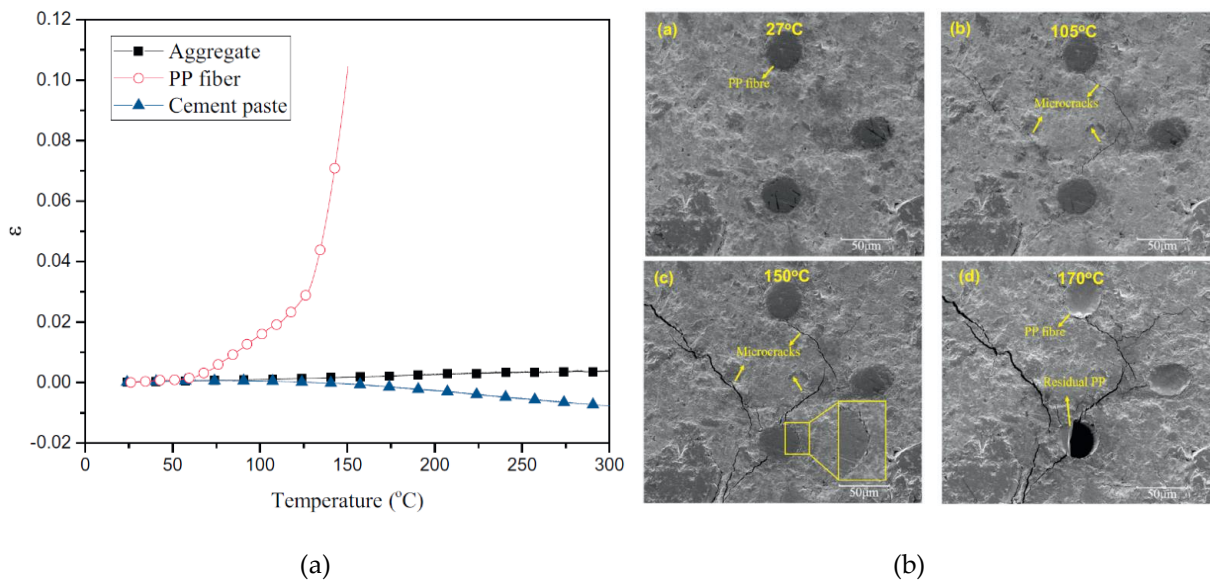 0.12
0.10
0.08
0.06
0.04
0.02
0.00
-0.02
ε
Aggregate
PP fiber
Cement paste
0 50 100 150 200 250 300
Temperature (°C)
(a)
(a) 27°C
PP fibre
50μm
(b) 105°C
Microcracks
50μm
(c) 150°C
Microcracks
50μm
(d) 170°C
PP fibre
Residual PP
50μm
(b)